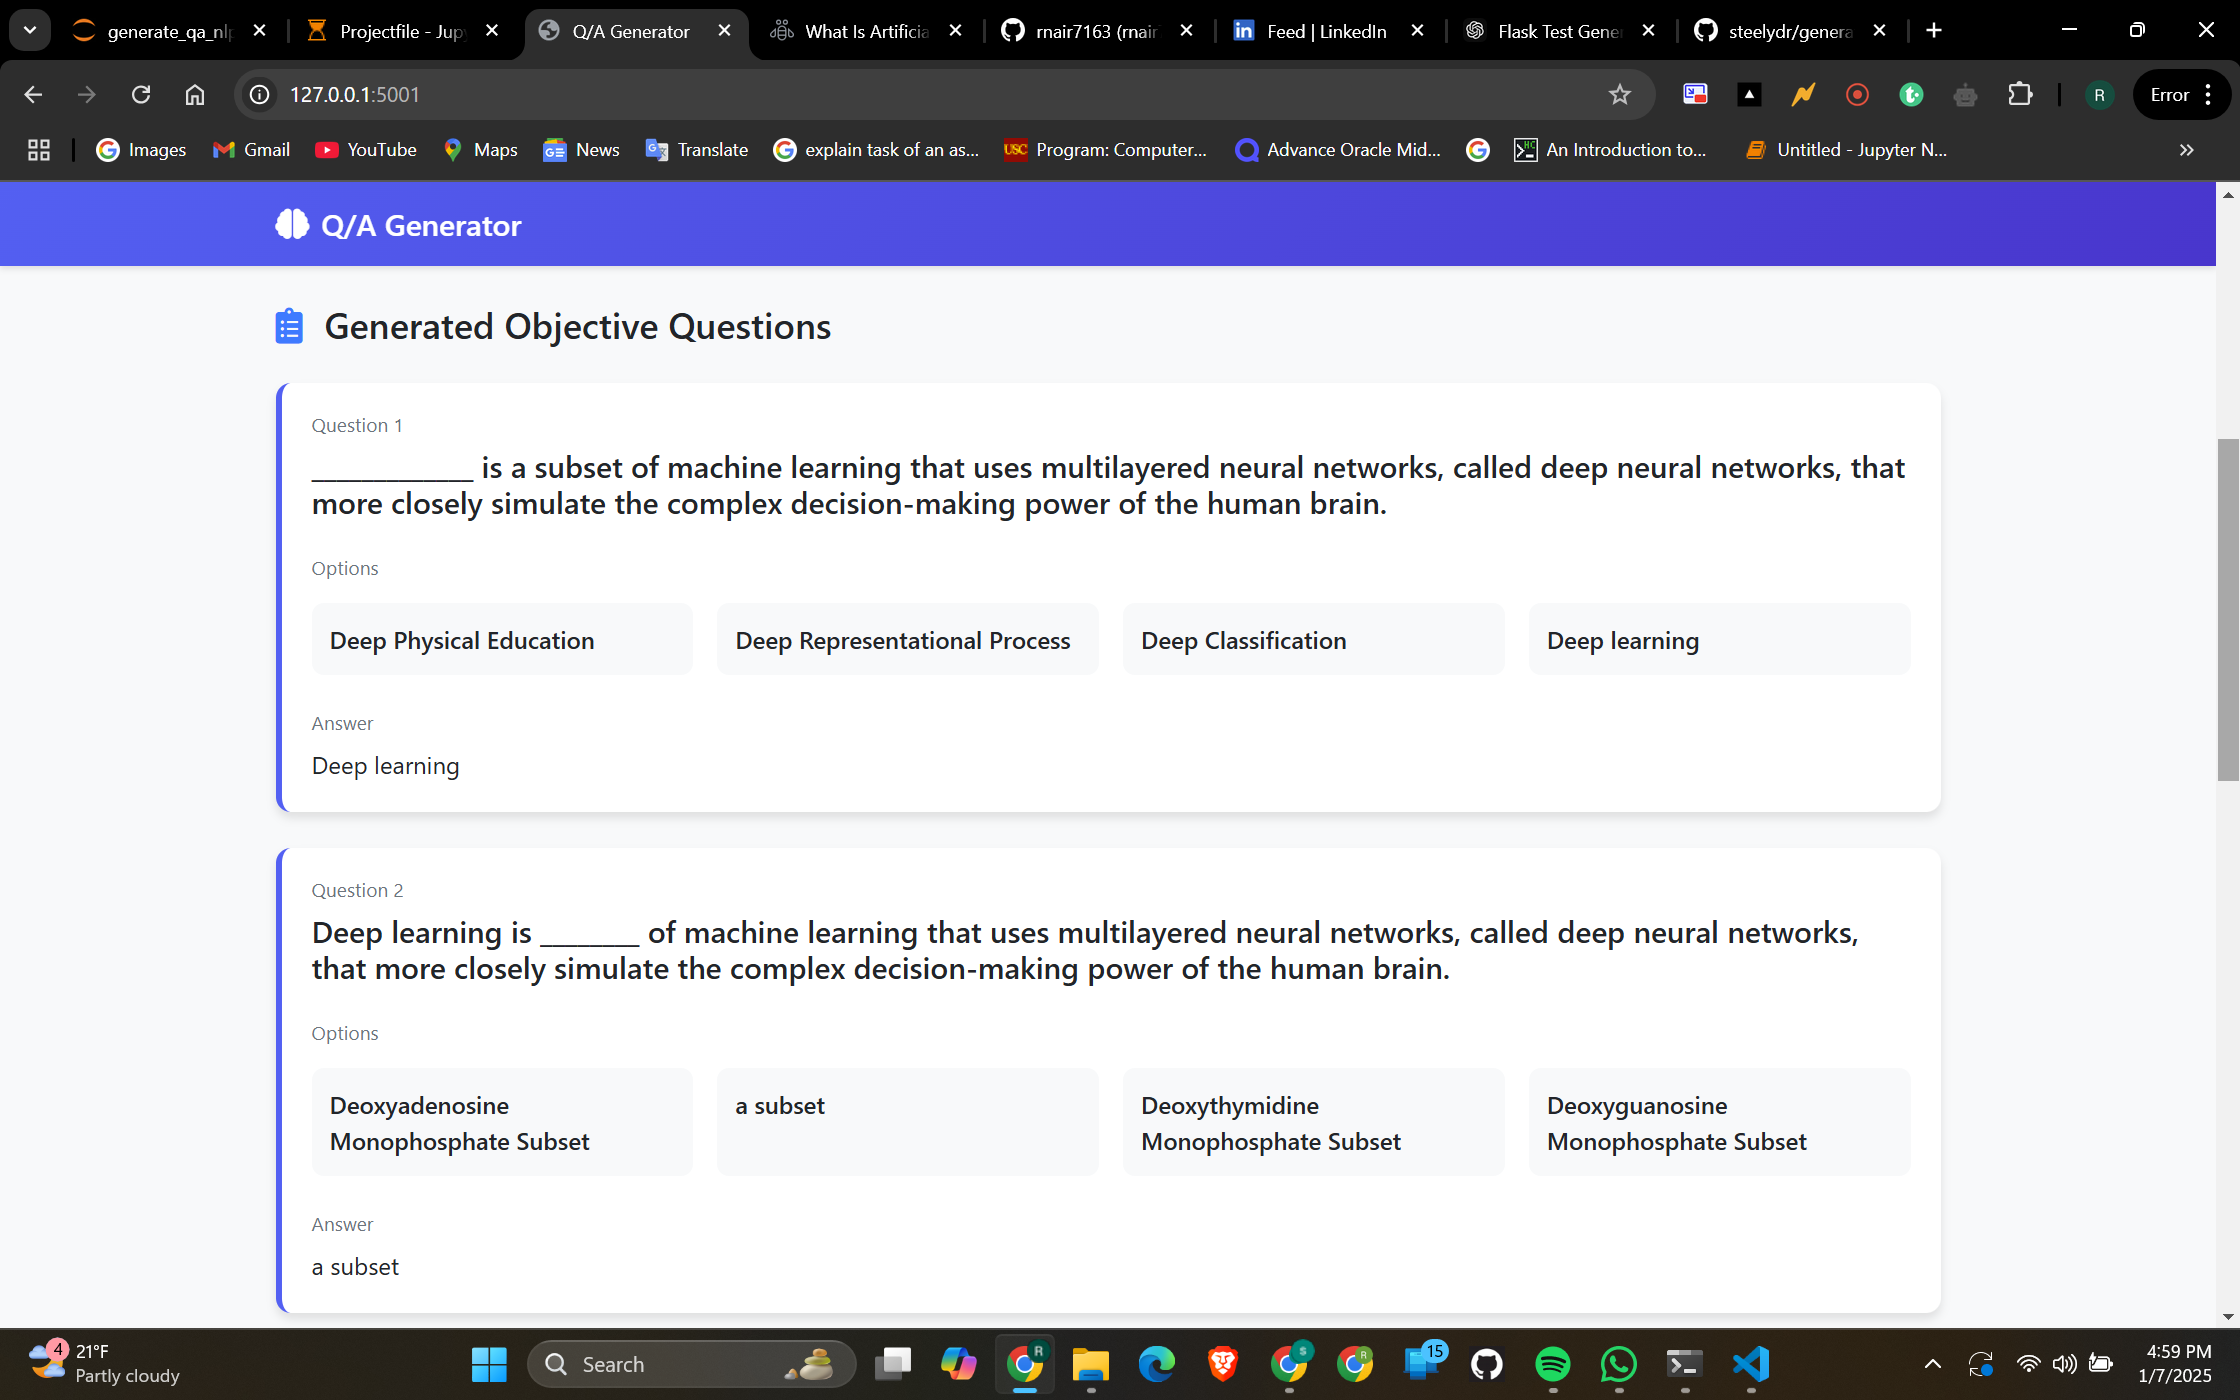 generate_qa_nlp
Projectfile - Jup
Q/A Generator
What Is Artificia
rnair7163 (rnair
Feed | LinkedIn
Flask Test Gene
steelydr/genera
127.0.0.1:5001
R
Error
Images
Gmail
YouTube
Maps
News
Translate
explain task of an as...
USC
Program: Computer...
Advance Oracle Mid...
An Introduction to...
Untitled - Jupyter N...
Q/A Generator
Generated Objective Questions
Question 1
_____________ is a subset of machine learning that uses multilayered neural networks, called deep neural networks, that
more closely simulate the complex decision-making power of the human brain.
Options
Deep Physical Education
Deep Representational Process
Deep Classification
Deep learning
Answer
Deep learning
Question 2
Deep learning is ________ of machine learning that uses multilayered neural networks, called deep neural networks,
that more closely simulate the complex decision-making power of the human brain.
Options
Deoxyadenosine
Monophosphate Subset
a subset
Deoxythymidine
Monophosphate Subset
Deoxyguanosine
Monophosphate Subset
Answer
a subset
4
21°F
Partly cloudy
Search
R
S
R
15
4:59 PM
1/7/2025